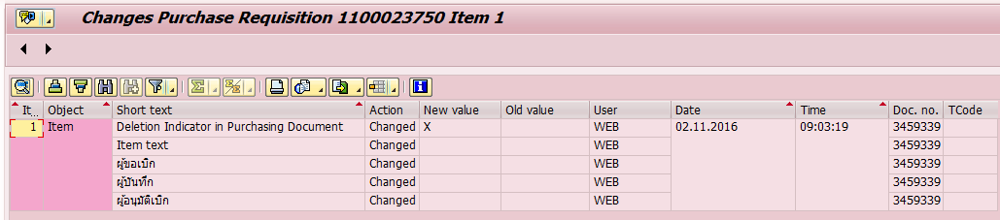 Changes Purchase Requisition 1100023750 Item 1
It... Object Short text Action New value Old value User Date Time Doc. no. TCode
1 Item Deletion Indicator in Purchasing Document Changed X WEB 02.11.2016 09:03:19 3459339
Item text Changed WEB 3459339
ผู้ขอเบิก Changed WEB 3459339
ผู้บันทึก Changed WEB 3459339
ผู้อนุมัติเบิก Changed WEB 3459339